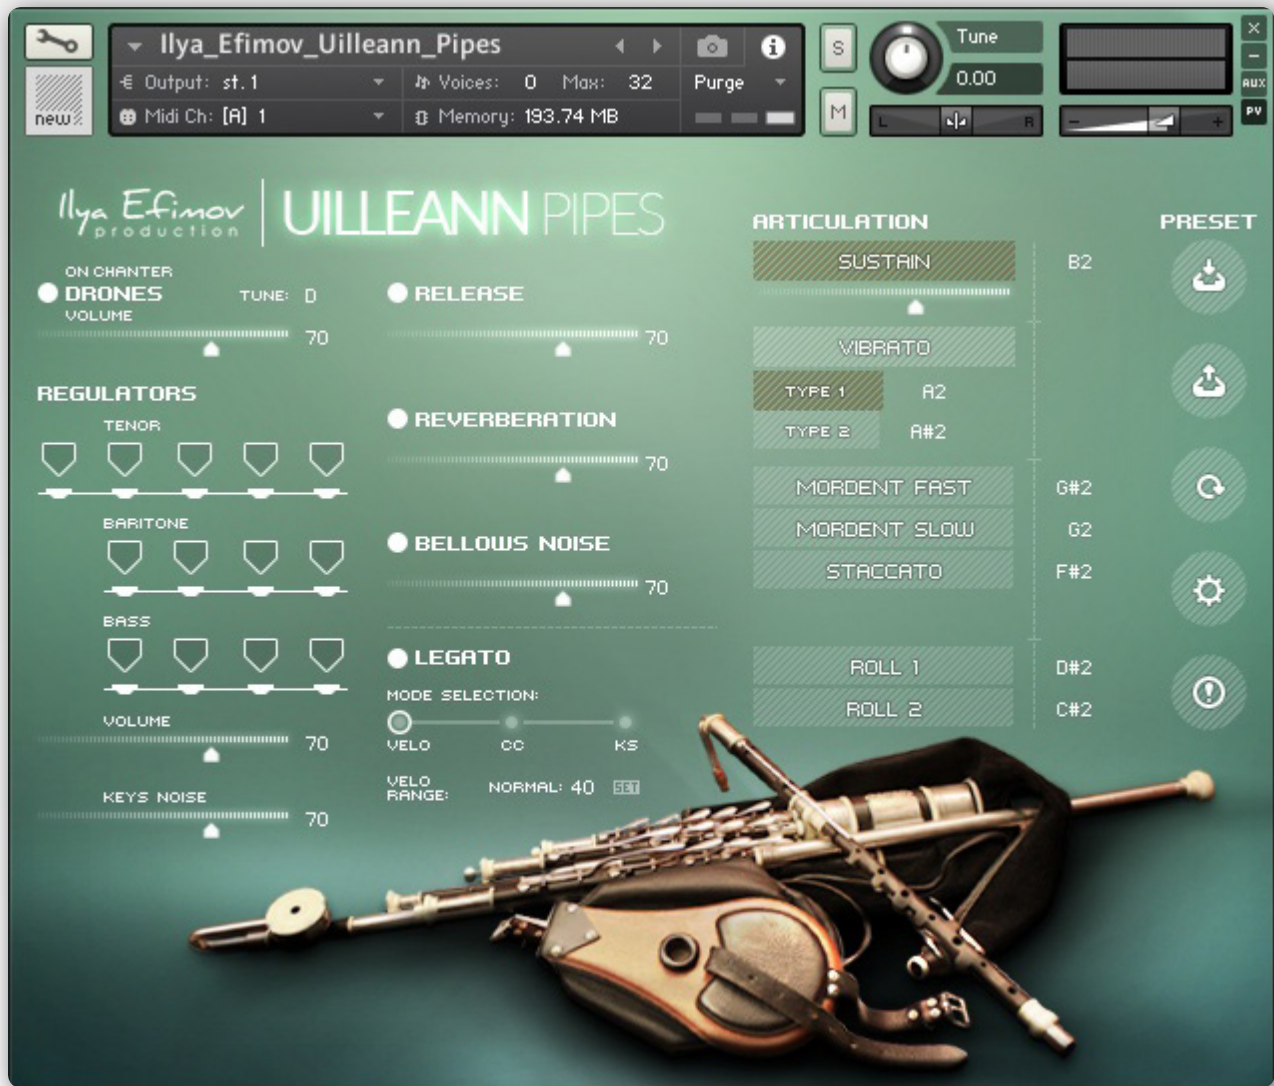 Ilya_Efimov_Uilleann_Pipes
Output: st. 1
Voices: 0 Max: 32
Purge
Midi Ch: [A] 1
Memory: 193.74 MB
new
S
M
Tune
0.00
L R
- +
×
-
AUX
PV
Ilya Efimov
production
UILLEANN PIPES
ON CHANTER
DRONES
TUNE: D
VOLUME
70
REGULATORS
TENOR
BARITONE
BASS
VOLUME
70
KEYS NOISE
70
RELEASE
70
REVERBERATION
70
BELLOWS NOISE
70
LEGATO
MODE SELECTION:
VELO CC KS
VELO
RANGE:
NORMAL: 40 SET
ARTICULATION
SUSTAIN B2
VIBRATO
TYPE 1 A2
TYPE 2 A#2
MORDENT FAST G#2
MORDENT SLOW G2
STACCATO F#2
ROLL 1 D#2
ROLL 2 C#2
PRESET